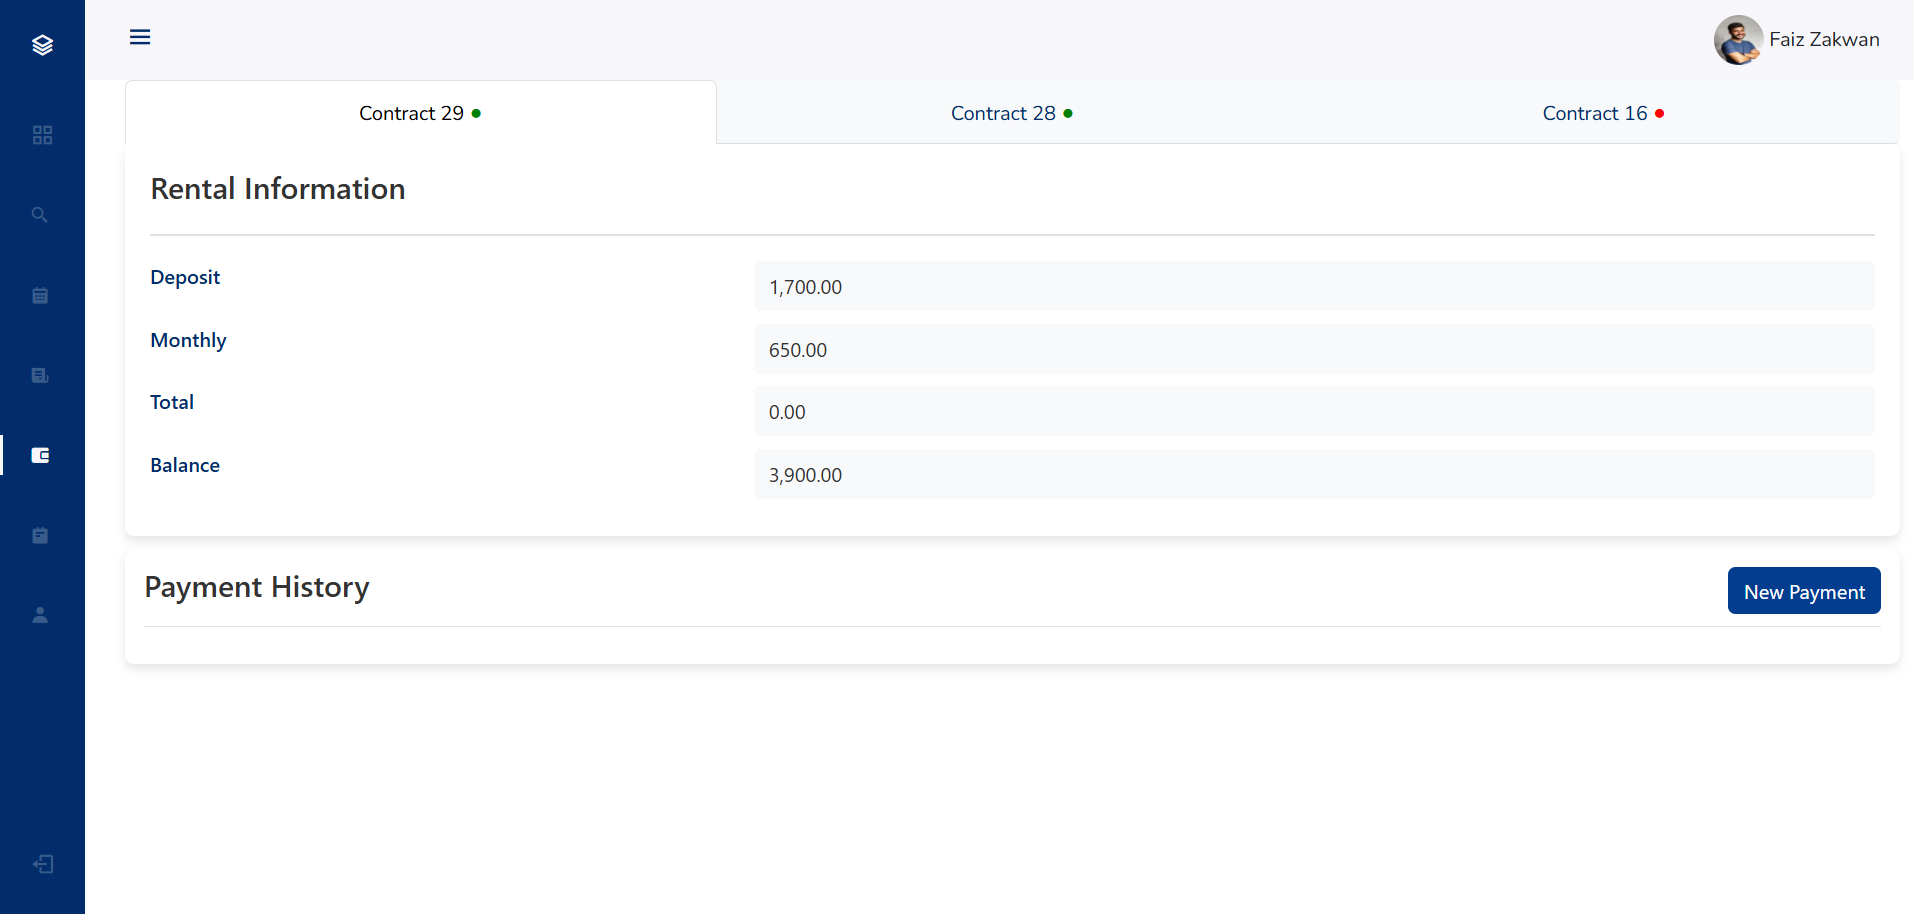 Faiz Zakwan
Contract 29
Contract 28
Contract 16
Rental Information
Deposit
1,700.00
Monthly
650.00
Total
0.00
Balance
3,900.00
Payment History
New Payment